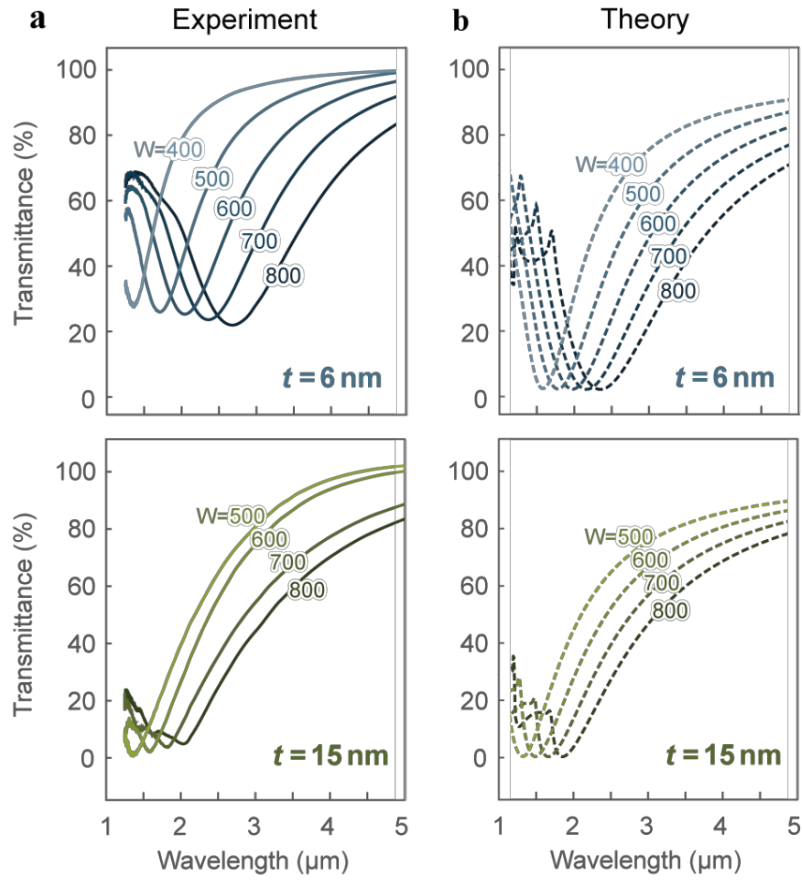 a Experiment
b Theory
Transmittance (%)
100
80
60
40
20
0
W=400
500
600
700
800
t = 6 nm
100
80
60
40
20
0
W=400
500
600
700
800
t = 6 nm
Transmittance (%)
100
80
60
40
20
0
W=500
600
700
800
t = 15 nm
1 2 3 4 5
Wavelength (μm)
100
80
60
40
20
0
W=500
600
700
800
t = 15 nm
1 2 3 4 5
Wavelength (μm)